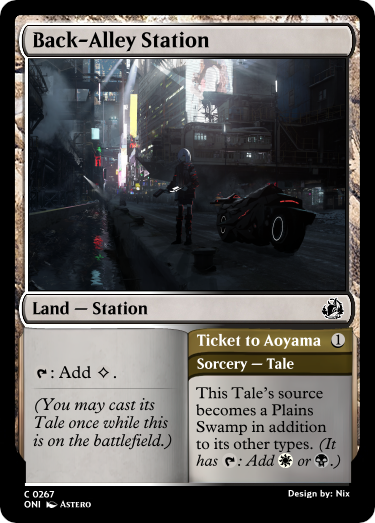 Back-Alley Station
Land — Station
: Add .
(You may cast its
Tale once while this
is on the battlefield.)
Ticket to Aoyama 1
Sorcery — Tale
This Tale's source
becomes a Plains
Swamp in addition
to its other types. (It
has : Add or .)
C 0267
ONI Astero
Design by: Nix